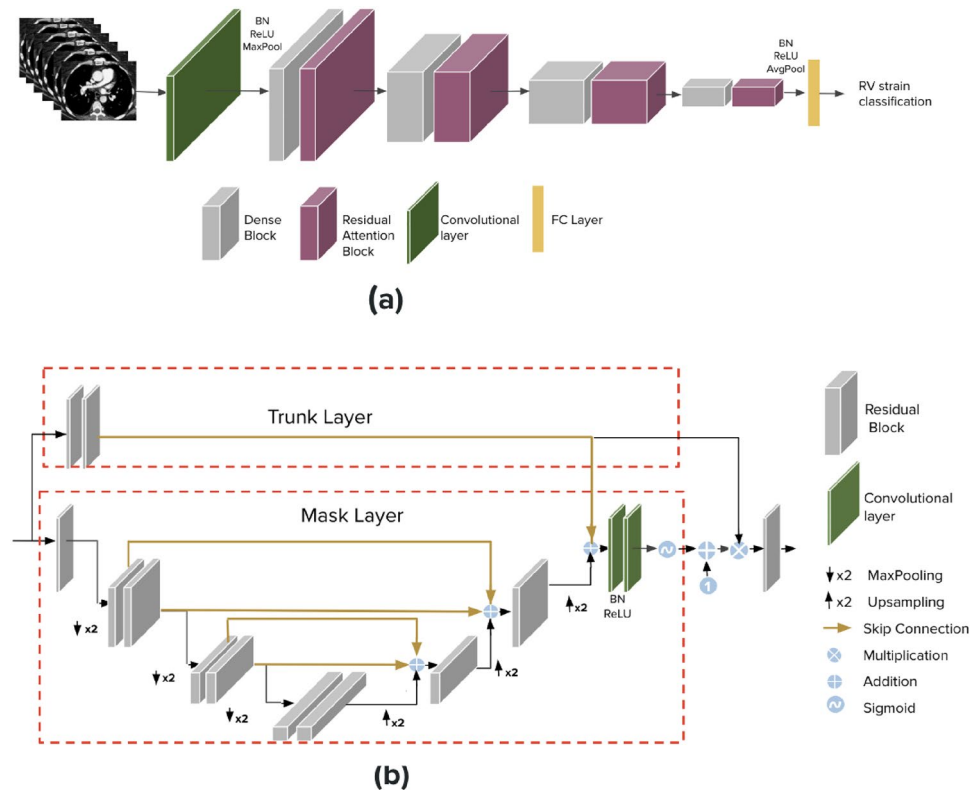 BN
ReLU
MaxPool
BN
ReLU
AvgPool
RV strain
classification
Dense
Block
Residual
Attention
Block
Convolutional
layer
FC Layer
(a)
Trunk Layer
Mask Layer
x2
x2
x2
x2
x2
x2
BN
ReLU
1
Residual
Block
Convolutional
layer
x2 MaxPooling
x2 Upsampling
Skip Connection
Multiplication
Addition
Sigmoid
(b)